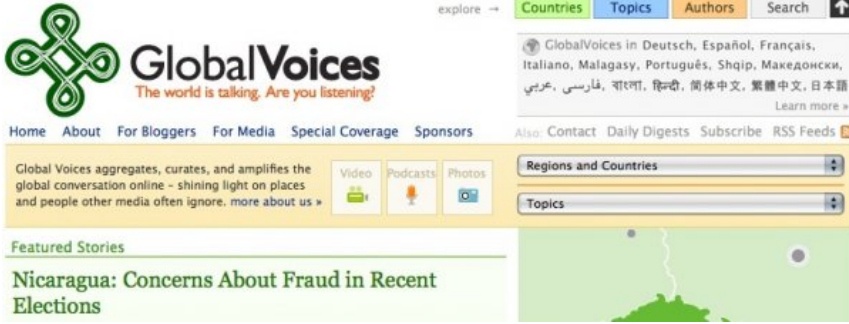 explore → Countries Topics Authors Search
GlobalVoices
The world is talking. Are you listening?
GlobalVoices in Deutsch, Español, Français,
Italiano, Malagasy, Português, Shqip, Македонски,
عربي, فارسی, বাংলা, हिन्दी, 简体中文, 繁體中文, 日本語
Learn more »
Home About For Bloggers For Media Special Coverage Sponsors
Also: Contact Daily Digests Subscribe RSS Feeds
Global Voices aggregates, curates, and amplifies the
global conversation online – shining light on places
and people other media often ignore. more about us »
Video Podcasts Photos
Regions and Countries
Topics
Featured Stories
Nicaragua: Concerns About Fraud in Recent
Elections